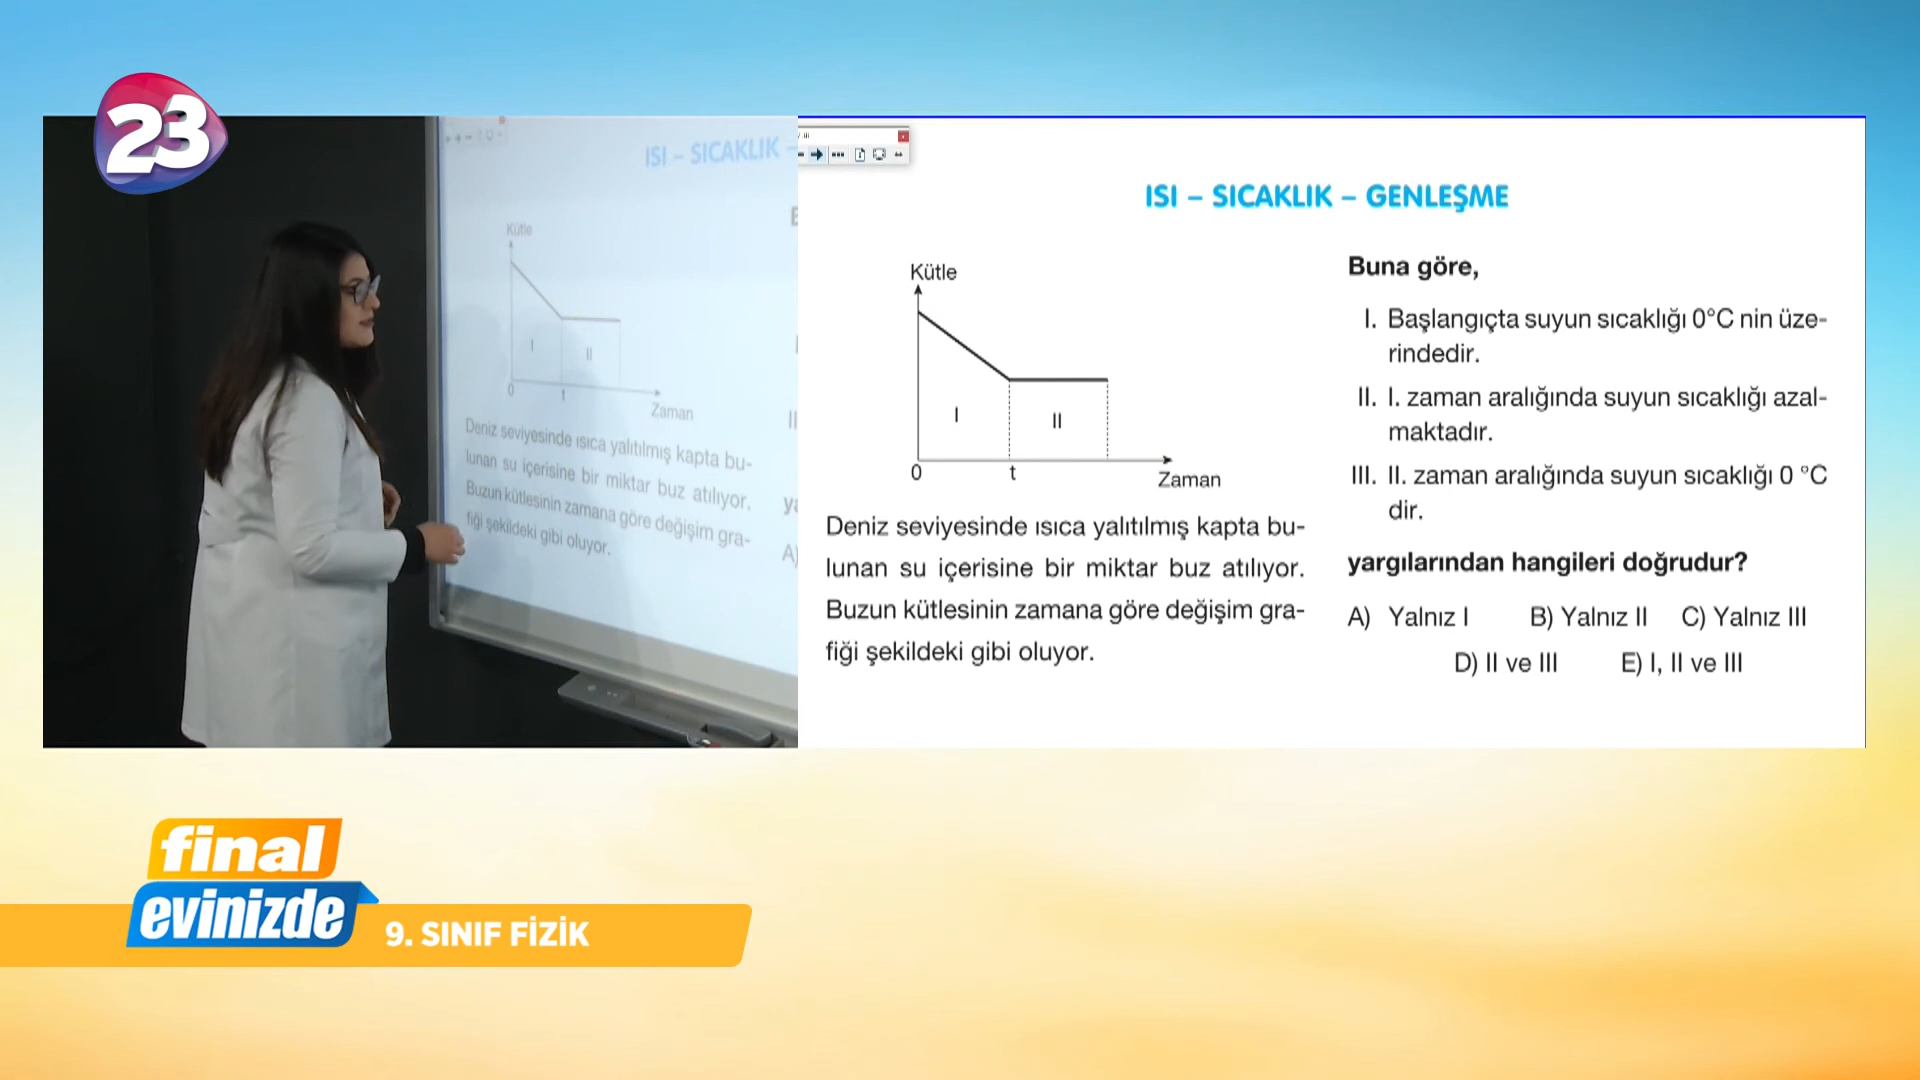 23
ISI – SICAKLIK –
Kütle
I
II
0
t
Zaman
Deniz seviyesinde ısıca yalıtılmış kapta bu-
lunan su içerisine bir miktar buz atılıyor.
Buzun kütlesinin zamana göre değişim gra-
fiği şekildeki gibi oluyor.
A)
ISI – SICAKLIK – GENLEŞME
Kütle
I
II
0
t
Zaman
Deniz seviyesinde ısıca yalıtılmış kapta bu-
lunan su içerisine bir miktar buz atılıyor.
Buzun kütlesinin zamana göre değişim gra-
fiği şekildeki gibi oluyor.
Buna göre,
I. Başlangıçta suyun sıcaklığı 0°C nin üze-
rindedir.
II. I. zaman aralığında suyun sıcaklığı azal-
maktadır.
III. II. zaman aralığında suyun sıcaklığı 0 °C
dir.
yargılarından hangileri doğrudur?
A) Yalnız I B) Yalnız II C) Yalnız III
D) II ve III E) I, II ve III
final
evinizde
9. SINIF FİZİK